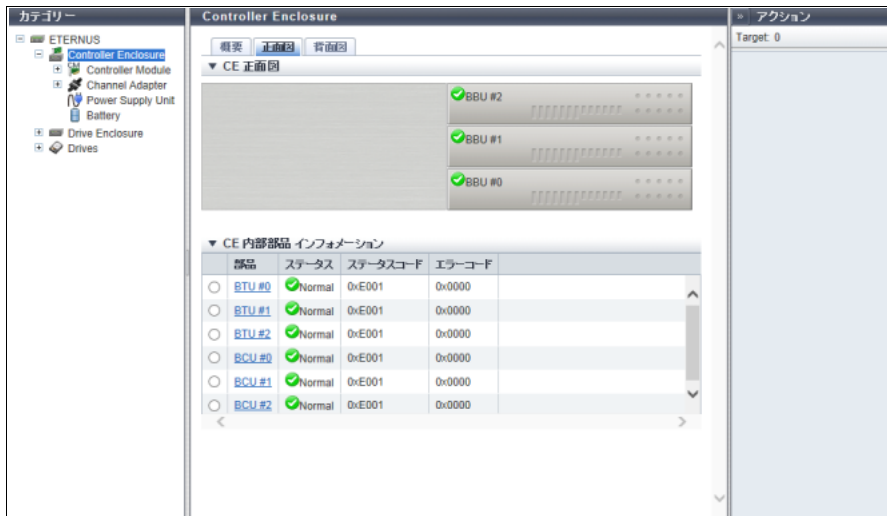 カテゴリー
ETERNUS
Controller Enclosure
Controller Module
Channel Adapter
Power Supply Unit
Battery
Drive Enclosure
Drives
Controller Enclosure
概要 正面図 背面図
▼ CE 正面図
BBU #2
BBU #1
BBU #0
▼ CE 内部部品 インフォメーション
部品 ステータス ステータスコード エラーコード
BTU #0 Normal 0xE001 0x0000
BTU #1 Normal 0xE001 0x0000
BTU #2 Normal 0xE001 0x0000
BCU #0 Normal 0xE001 0x0000
BCU #1 Normal 0xE001 0x0000
BCU #2 Normal 0xE001 0x0000
» アクション
Target: 0